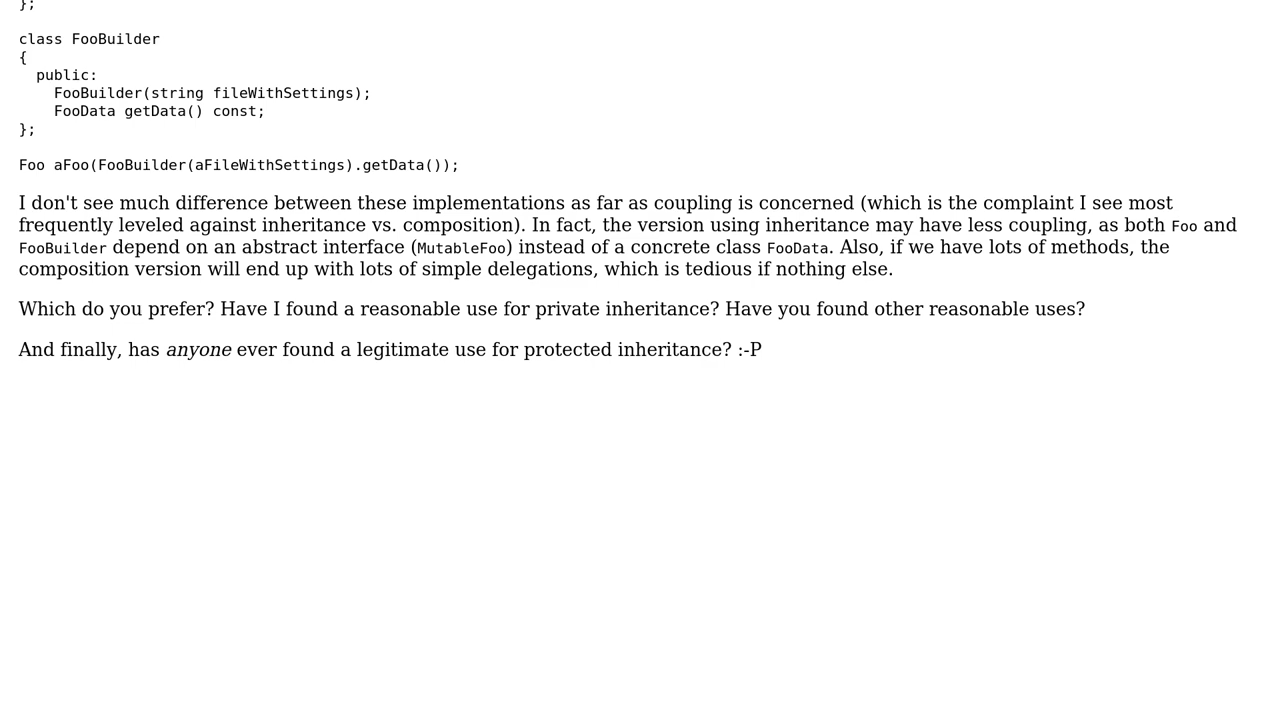 };
class FooBuilder
{
  public:
    FooBuilder(string fileWithSettings);
    FooData getData() const;
};
Foo aFoo(FooBuilder(aFileWithSettings).getData());
I don't see much difference between these implementations as far as coupling is concerned (which is the complaint I see most
frequently leveled against inheritance vs. composition). In fact, the version using inheritance may have less coupling, as both Foo and
FooBuilder depend on an abstract interface (MutableFoo) instead of a concrete class FooData. Also, if we have lots of methods, the
composition version will end up with lots of simple delegations, which is tedious if nothing else.
Which do you prefer? Have I found a reasonable use for private inheritance? Have you found other reasonable uses?
And finally, has anyone ever found a legitimate use for protected inheritance? :-P